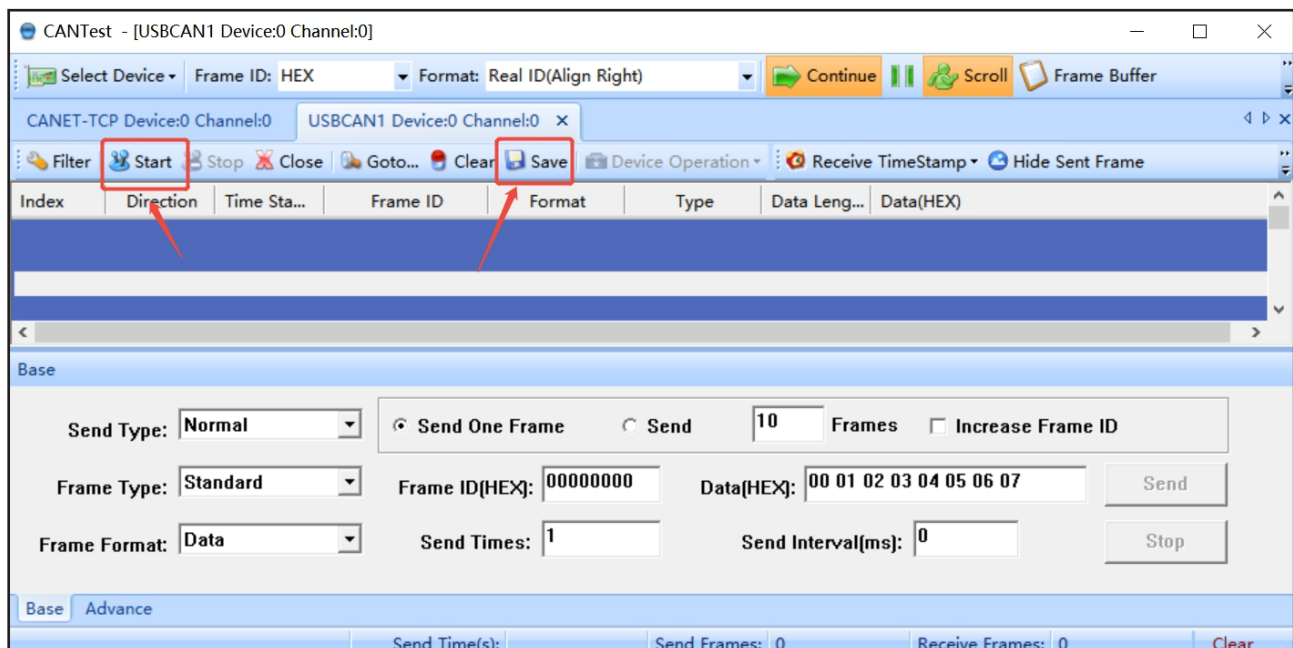 CANTest - [USBCAN1 Device:0 Channel:0]
Select Device Frame ID: HEX Format: Real ID(Align Right) Continue Scroll Frame Buffer
CANET-TCP Device:0 Channel:0 USBCAN1 Device:0 Channel:0
Filter Start Stop Close Goto... Clear Save Device Operation Receive TimeStamp Hide Sent Frame
Index Direction Time Sta... Frame ID Format Type Data Leng... Data(HEX)
Base
Send Type: Normal Send One Frame Send 10 Frames Increase Frame ID
Frame Type: Standard Frame ID(HEX): 00000000 Data(HEX): 00 01 02 03 04 05 06 07 Send
Frame Format: Data Send Times: 1 Send Interval(ms): 0 Stop
Base Advance
Send Time(s): Send Frames: 0 Receive Frames: 0 Clear